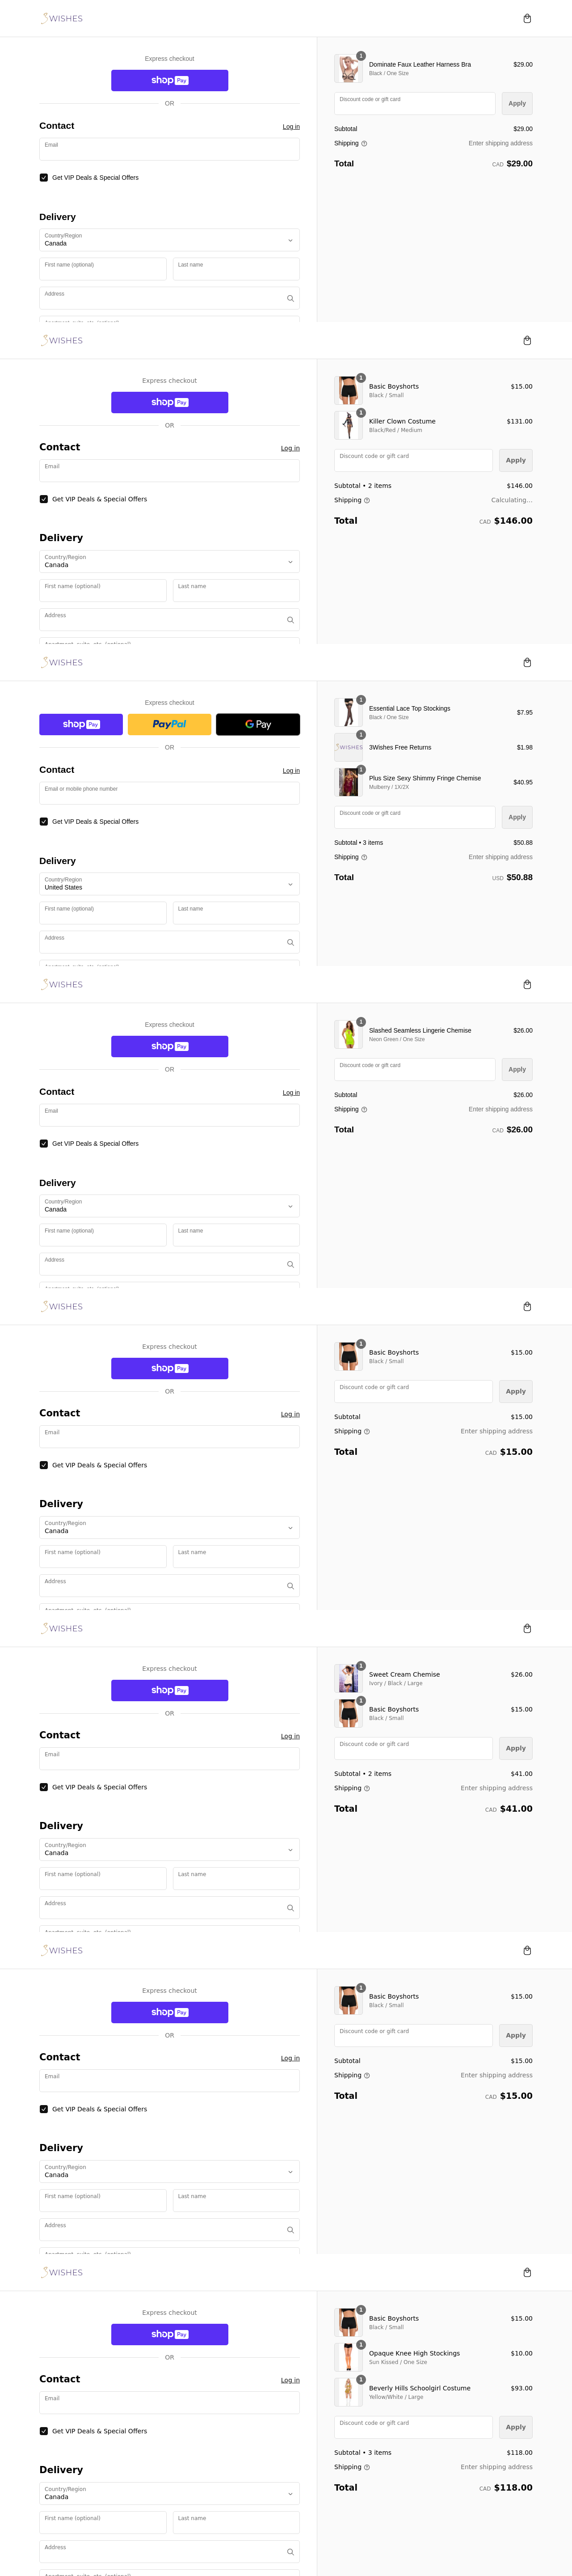 3WISHES
Express checkout
shop Pay
OR
Contact
Log in
Email
Get VIP Deals & Special Offers
Delivery
Country/Region
Canada
First name (optional)
Last name
Address
1
Dominate Faux Leather Harness Bra
Black / One Size
$29.00
Discount code or gift card
Apply
Subtotal
$29.00
Shipping
Enter shipping address
Total
CAD $29.00
3WISHES
Express checkout
shop Pay
OR
Contact
Log in
Email
Get VIP Deals & Special Offers
Delivery
Country/Region
Canada
First name (optional)
Last name
Address
1
Basic Boyshorts
Black / Small
$15.00
1
Killer Clown Costume
Black/Red / Medium
$131.00
Discount code or gift card
Apply
Subtotal • 2 items
$146.00
Shipping
Calculating...
Total
CAD $146.00
3WISHES
Express checkout
shop Pay
PayPal
G Pay
OR
Contact
Log in
Email or mobile phone number
Get VIP Deals & Special Offers
Delivery
Country/Region
United States
First name (optional)
Last name
Address
1
Essential Lace Top Stockings
Black / One Size
$7.95
1
3WISHES
3Wishes Free Returns
$1.98
1
Plus Size Sexy Shimmy Fringe Chemise
Mulberry / 1X/2X
$40.95
Discount code or gift card
Apply
Subtotal • 3 items
$50.88
Shipping
Enter shipping address
Total
USD $50.88
3WISHES
Express checkout
shop Pay
OR
Contact
Log in
Email
Get VIP Deals & Special Offers
Delivery
Country/Region
Canada
First name (optional)
Last name
Address
1
Slashed Seamless Lingerie Chemise
Neon Green / One Size
$26.00
Discount code or gift card
Apply
Subtotal
$26.00
Shipping
Enter shipping address
Total
CAD $26.00
3WISHES
Express checkout
shop Pay
OR
Contact
Log in
Email
Get VIP Deals & Special Offers
Delivery
Country/Region
Canada
First name (optional)
Last name
Address
1
Basic Boyshorts
Black / Small
$15.00
Discount code or gift card
Apply
Subtotal
$15.00
Shipping
Enter shipping address
Total
CAD $15.00
3WISHES
Express checkout
shop Pay
OR
Contact
Log in
Email
Get VIP Deals & Special Offers
Delivery
Country/Region
Canada
First name (optional)
Last name
Address
1
Sweet Cream Chemise
Ivory / Black / Large
$26.00
1
Basic Boyshorts
Black / Small
$15.00
Discount code or gift card
Apply
Subtotal • 2 items
$41.00
Shipping
Enter shipping address
Total
CAD $41.00
3WISHES
Express checkout
shop Pay
OR
Contact
Log in
Email
Get VIP Deals & Special Offers
Delivery
Country/Region
Canada
First name (optional)
Last name
Address
1
Basic Boyshorts
Black / Small
$15.00
Discount code or gift card
Apply
Subtotal
$15.00
Shipping
Enter shipping address
Total
CAD $15.00
3WISHES
Express checkout
shop Pay
OR
Contact
Log in
Email
Get VIP Deals & Special Offers
Delivery
Country/Region
Canada
First name (optional)
Last name
Address
1
Basic Boyshorts
Black / Small
$15.00
1
Opaque Knee High Stockings
Sun Kissed / One Size
$10.00
1
Beverly Hills Schoolgirl Costume
Yellow/White / Large
$93.00
Discount code or gift card
Apply
Subtotal • 3 items
$118.00
Shipping
Enter shipping address
Total
CAD $118.00